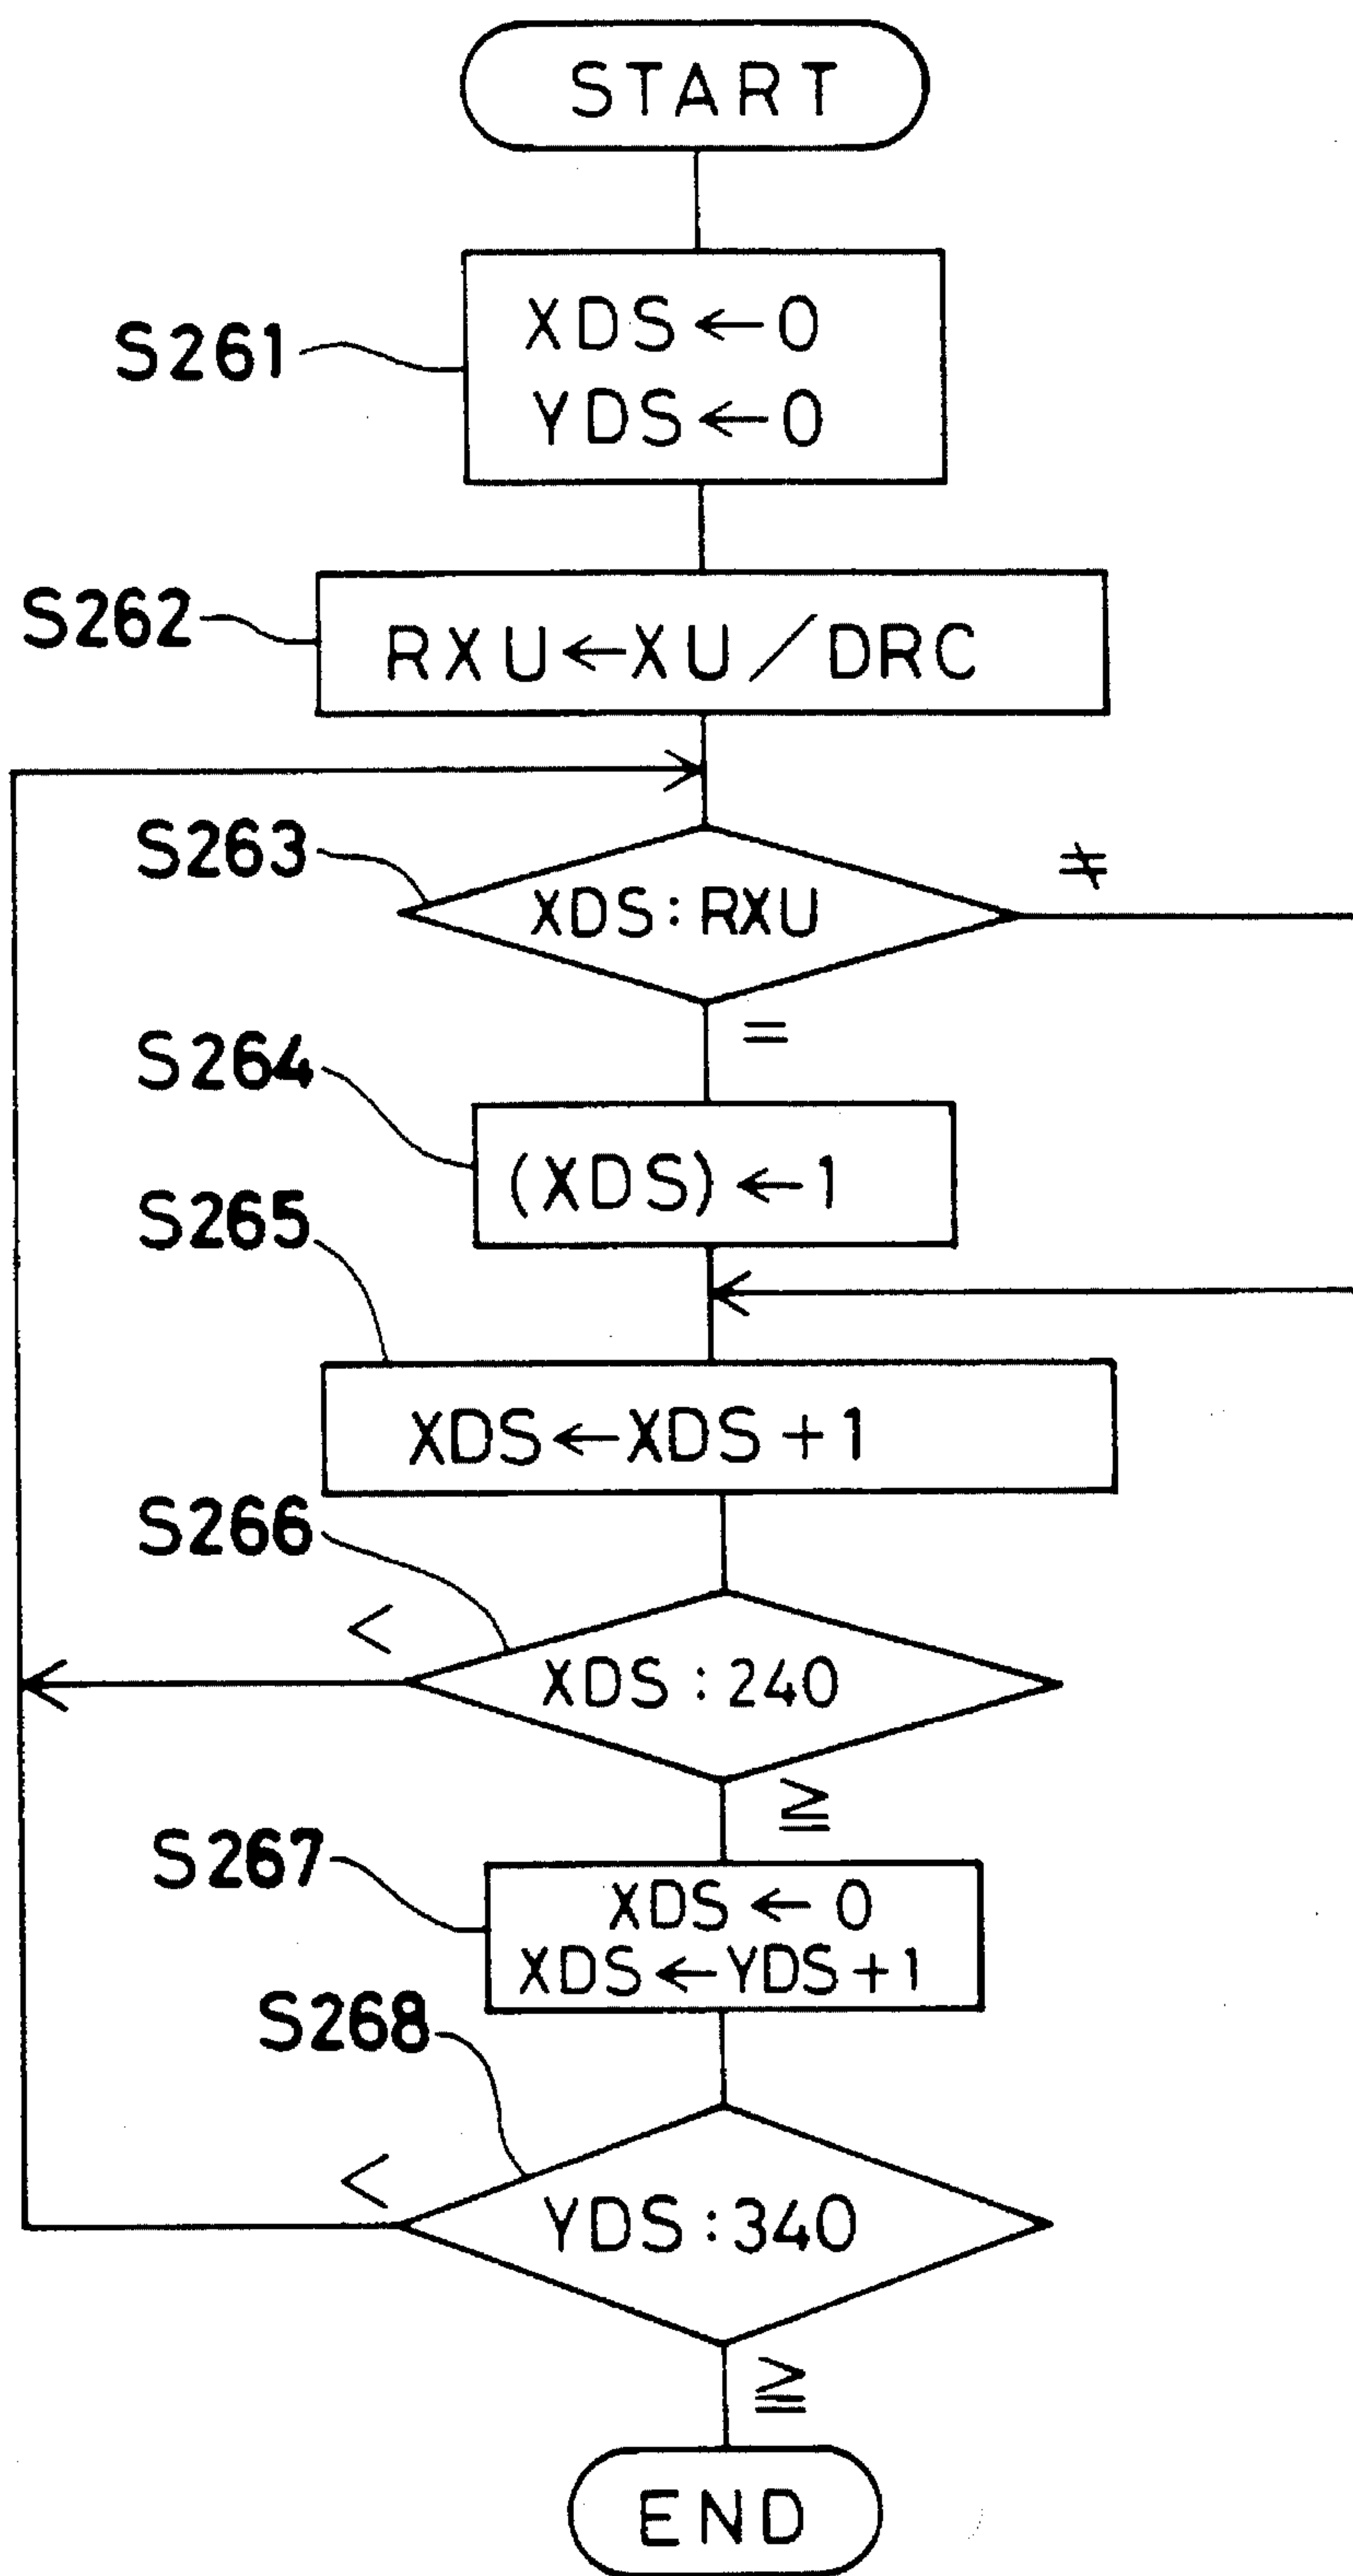 START
S261
XDS←0
YDS←0
S262
RXU←XU/DRC
S263
XDS:RXU
≠
=
S264
(XDS)←1
S265
XDS←XDS+1
S266
<
XDS:240
≧
S267
XDS←0
XDS←YDS+1
S268
<
YDS:340
≧
END